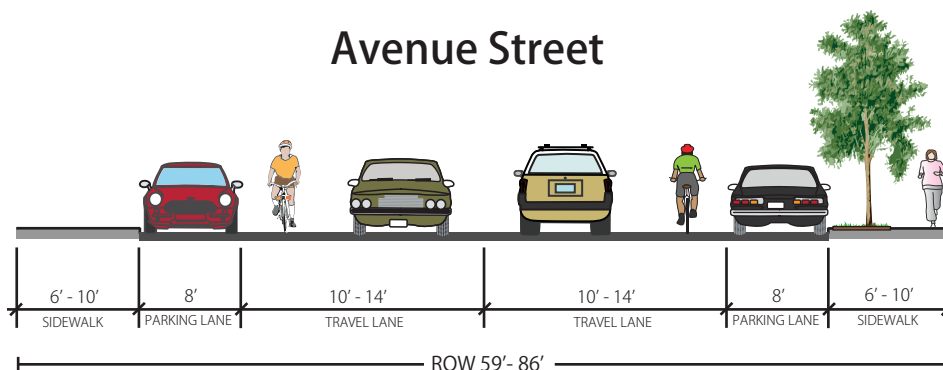 Avenue Street
6' - 10' 8' 10' - 14' 10' - 14' 8' 6' - 10'
SIDEWALK PARKING LANE TRAVEL LANE TRAVEL LANE PARKING LANE SIDEWALK
ROW 59'- 86'